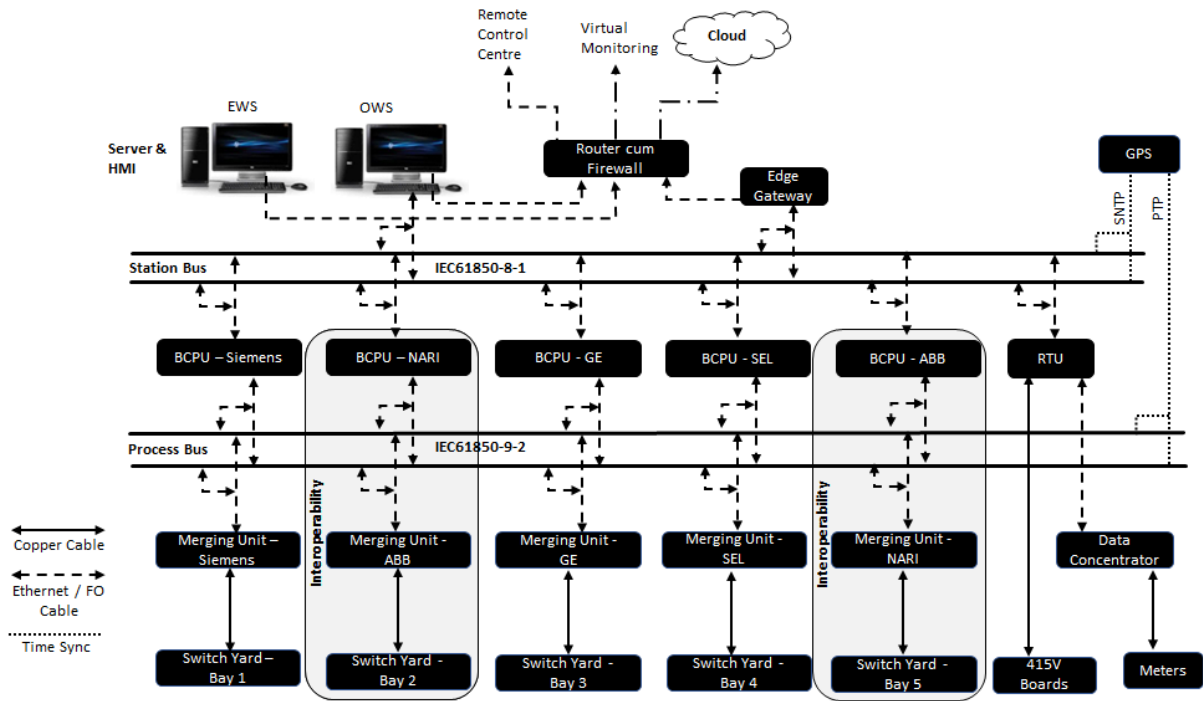 Remote
Control
Centre
Virtual
Monitoring
Cloud
EWS
OWS
Server &
HMI
Router cum
Firewall
Edge
Gateway
GPS
SNTP
PTP
Station Bus
IEC61850-8-1
BCPU – Siemens
BCPU – NARI
BCPU - GE
BCPU - SEL
BCPU - ABB
RTU
Process Bus
IEC61850-9-2
Interoperability
Interoperability
Copper Cable
Ethernet / FO
Cable
Time Sync
Merging Unit –
Siemens
Merging Unit -
ABB
Merging Unit -
GE
Merging Unit -
SEL
Merging Unit -
NARI
Data
Concentrator
Switch Yard –
Bay 1
Switch Yard -
Bay 2
Switch Yard -
Bay 3
Switch Yard -
Bay 4
Switch Yard -
Bay 5
415V
Boards
Meters